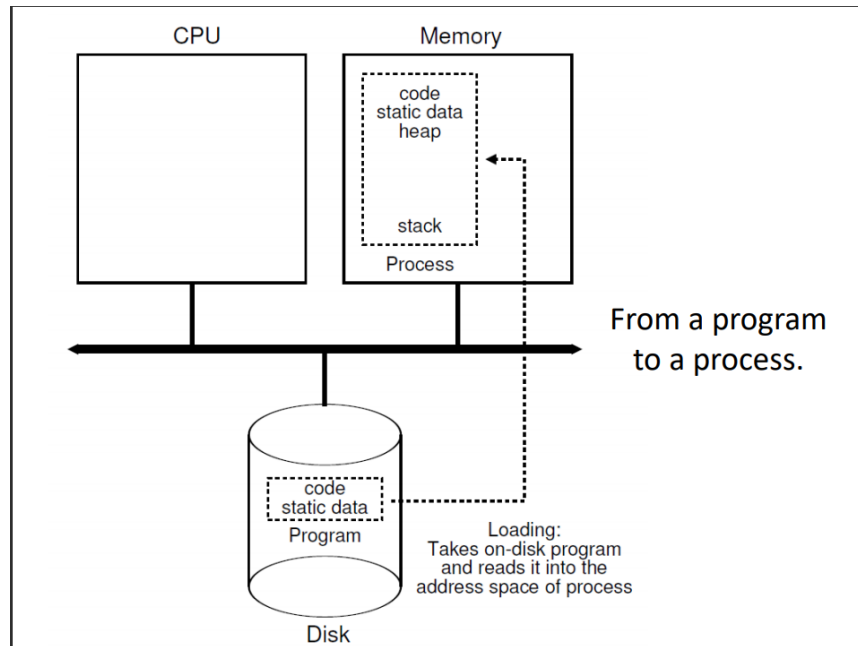 CPU
Memory
code
static data
heap
stack
Process
From a program
to a process.
code
static data
Program
Loading:
Takes on-disk program
and reads it into the
address space of process
Disk